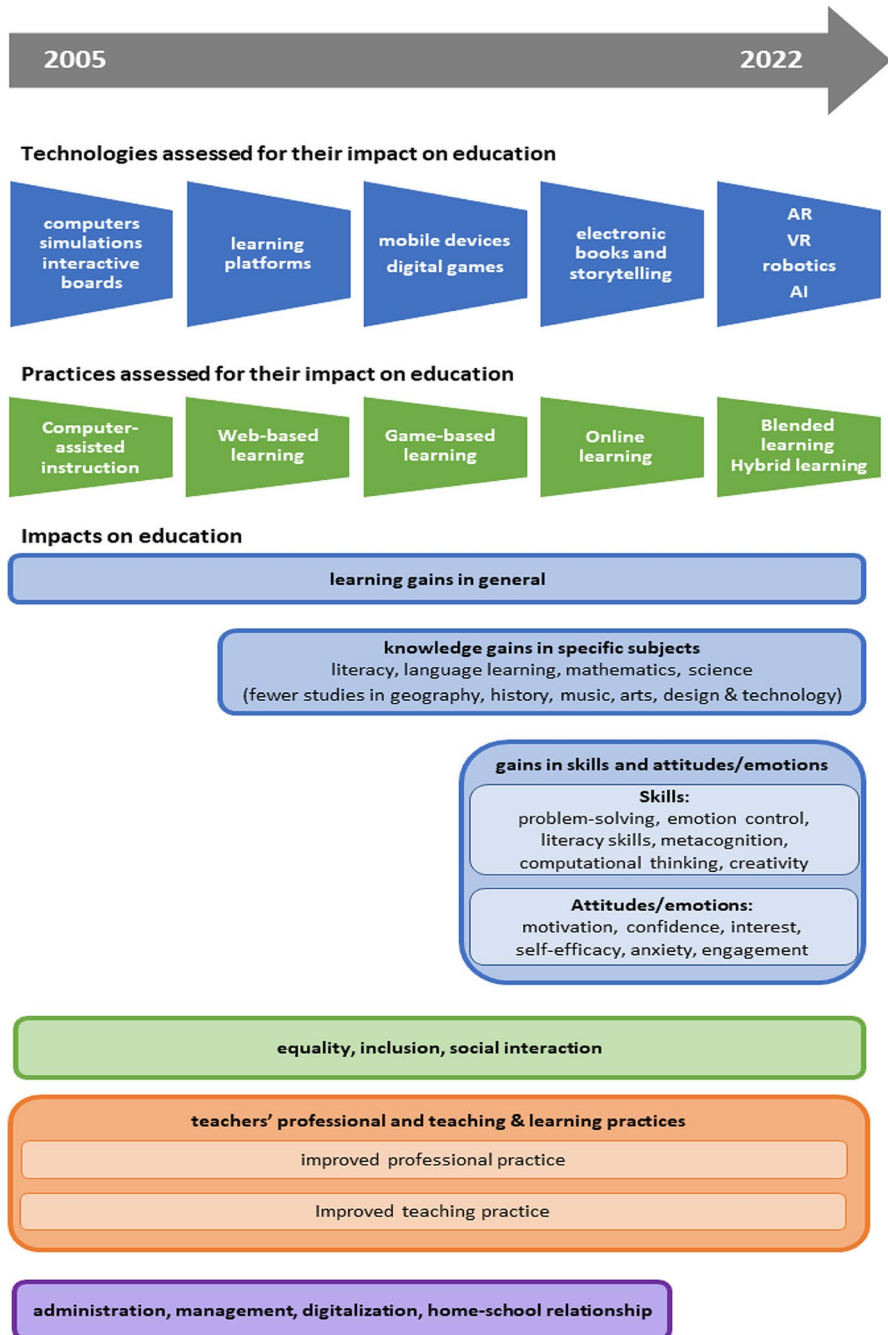 2005
2022
Technologies assessed for their impact on education
computers
simulations
interactive
boards
learning
platforms
mobile devices
digital games
electronic
books and
storytelling
AR
VR
robotics
AI
Practices assessed for their impact on education
Computer-
assisted
instruction
Web-based
learning
Game-based
learning
Online
learning
Blended
learning
Hybrid learning
Impacts on education
learning gains in general
knowledge gains in specific subjects
literacy, language learning, mathematics, science
(fewer studies in geography, history, music, arts, design & technology)
gains in skills and attitudes/emotions
Skills:
problem-solving, emotion control,
literacy skills, metacognition,
computational thinking, creativity
Attitudes/emotions:
motivation, confidence, interest,
self-efficacy, anxiety, engagement
equality, inclusion, social interaction
teachers’ professional and teaching & learning practices
improved professional practice
Improved teaching practice
administration, management, digitalization, home-school relationship